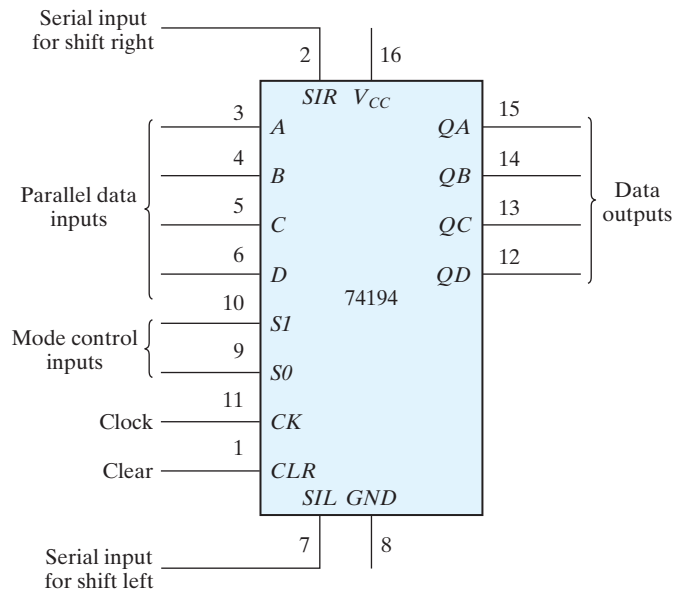 Serial input
for shift right
2
16
SIR VCC
3
A
QA
15
4
B
QB
14
Parallel data
inputs
Data
outputs
5
C
QC
13
6
D
QD
12
74194
10
S1
Mode control
inputs
9
S0
11
Clock
CK
1
Clear
CLR
SIL GND
7
8
Serial input
for shift left